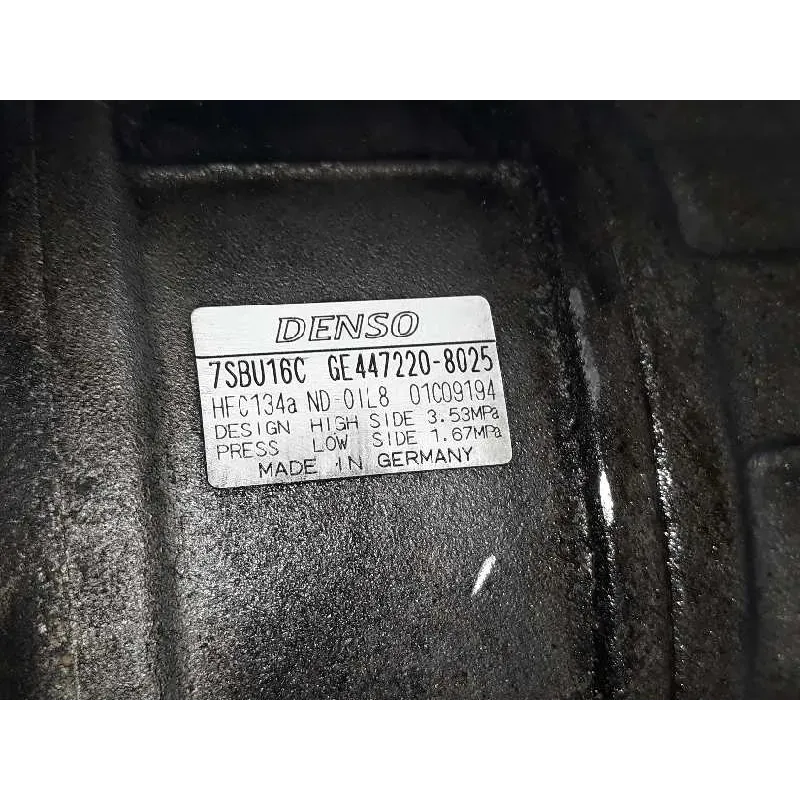 DENSO
7SBU16C GE447220-8025
HFC134a ND-OIL8 01C09194
DESIGN HIGH SIDE 3.53MPa
PRESS LOW SIDE 1.67MPa
MADE IN GERMANY